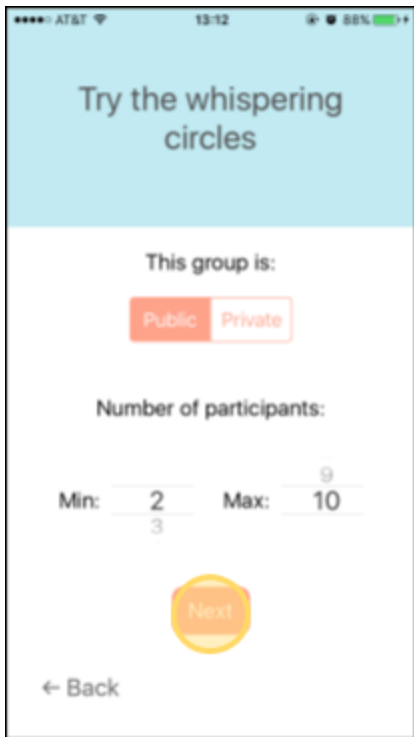 AT&T 13:12 88%
Try the whispering
circles
This group is:
Public Private
Number of participants:
9
Min: 2 Max: 10
3
Next
← Back